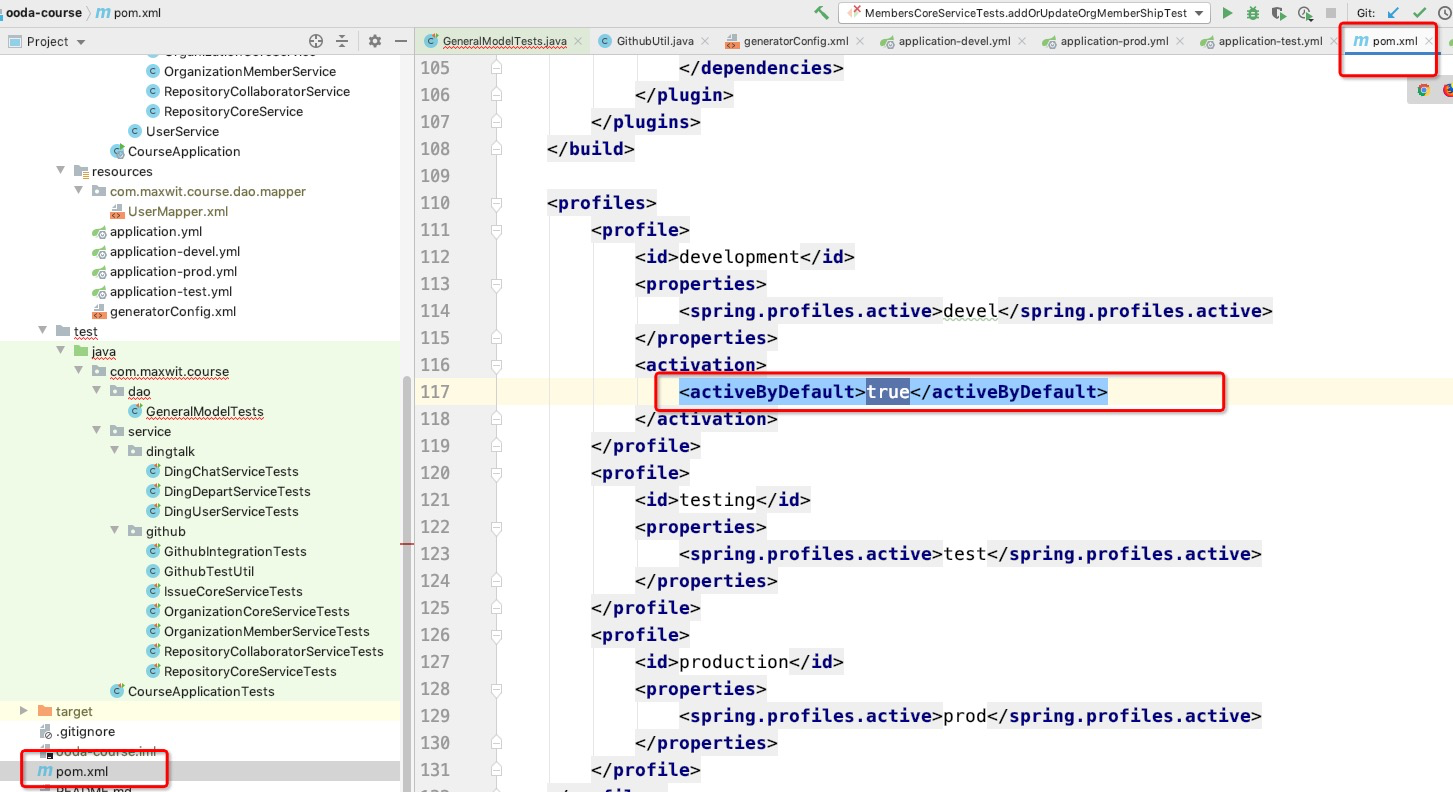 ooda-course
pom.xml
MembersCoreServiceTests.addOrUpdateOrgMemberShipTest
Git:
Project
GeneralModelTests.java
GithubUtil.java
generatorConfig.xml
application-devel.yml
application-prod.yml
application-test.yml
pom.xml
OrganizationMemberService
RepositoryCollaboratorService
RepositoryCoreService
UserService
CourseApplication
resources
com.maxwit.course.dao.mapper
UserMapper.xml
application.yml
application-devel.yml
application-prod.yml
application-test.yml
generatorConfig.xml
test
java
com.maxwit.course
dao
GeneralModelTests
service
dingtalk
DingChatServiceTests
DingDepartServiceTests
DingUserServiceTests
github
GithubIntegrationTests
GithubTestUtil
IssueCoreServiceTests
OrganizationCoreServiceTests
OrganizationMemberServiceTests
RepositoryCollaboratorServiceTests
RepositoryCoreServiceTests
CourseApplicationTests
target
.gitignore
ooda-course.iml
pom.xml
README.md
105 </dependencies>
106 </plugin>
107 </plugins>
108 </build>
109
110 <profiles>
111 <profile>
112 <id>development</id>
113 <properties>
114 <spring.profiles.active>devel</spring.profiles.active>
115 </properties>
116 <activation>
117 <activeByDefault>true</activeByDefault>
118 </activation>
119 </profile>
120 <profile>
121 <id>testing</id>
122 <properties>
123 <spring.profiles.active>test</spring.profiles.active>
124 </properties>
125 </profile>
126 <profile>
127 <id>production</id>
128 <properties>
129 <spring.profiles.active>prod</spring.profiles.active>
130 </properties>
131 </profile>